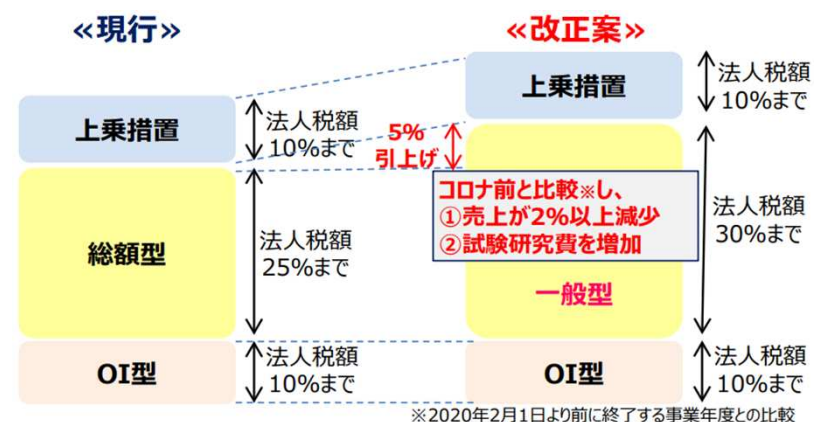 ≪現行≫
上乗措置
法人税額
10%まで
総額型
法人税額
25%まで
OI型
法人税額
10%まで
≪改正案≫
上乗措置
法人税額
10%まで
5%
引上げ
コロナ前と比較※し、
①売上が2%以上減少
②試験研究費を増加
一般型
法人税額
30%まで
OI型
法人税額
10%まで
※2020年2月1日より前に終了する事業年度との比較